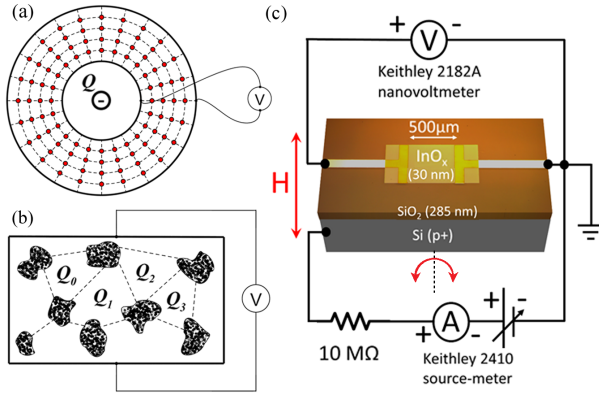 (a)
Q
-
V
(b)
Q0
Q1
Q2
Q3
V
(c)
+ V -
Keithley 2182A
nanovoltmeter
500µm
InOx
(30 nm)
H
SiO2 (285 nm)
Si (p+)
+ A - + -
10 MΩ
Keithley 2410
source-meter